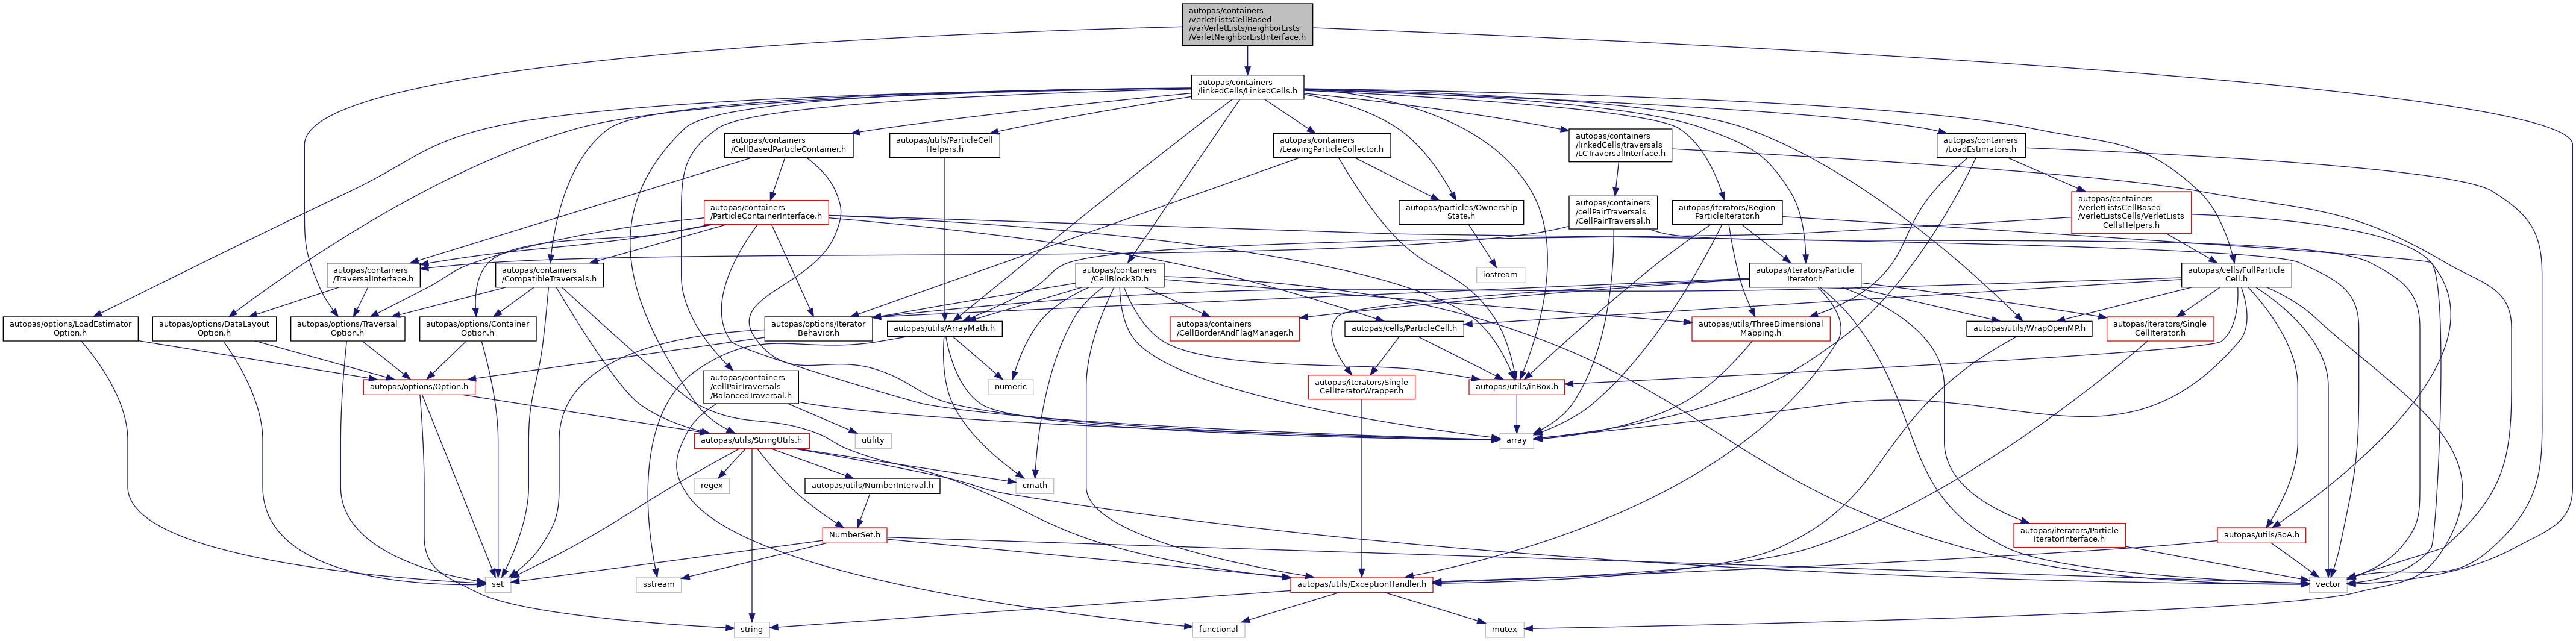 autopas/containers
/verletListsCellBased
/varVerletLists/neighborLists
/VerletNeighborListInterface.h
autopas/containers
/linkedCells/LinkedCells.h
autopas/containers
/CellBasedParticleContainer.h
autopas/utils/ParticleCell
Helpers.h
autopas/containers
/LeavingParticleCollector.h
autopas/containers
/linkedCells/traversals
/LCTraversalInterface.h
autopas/containers
/LoadEstimators.h
autopas/containers
/ParticleContainerInterface.h
autopas/particles/Ownership
State.h
autopas/containers
/cellPairTraversals
/CellPairTraversal.h
autopas/iterators/Region
ParticleIterator.h
autopas/containers
/verletListsCellBased
/verletListsCells/VerletLists
CellsHelpers.h
autopas/containers
/TraversalInterface.h
autopas/containers
/CompatibleTraversals.h
autopas/containers
/CellBlock3D.h
iostream
autopas/iterators/Particle
Iterator.h
autopas/cells/FullParticle
Cell.h
autopas/options/LoadEstimator
Option.h
autopas/options/DataLayout
Option.h
autopas/options/Traversal
Option.h
autopas/options/Container
Option.h
autopas/options/Iterator
Behavior.h
autopas/utils/ArrayMath.h
autopas/containers
/CellBorderAndFlagManager.h
autopas/cells/ParticleCell.h
autopas/utils/ThreeDimensional
Mapping.h
autopas/utils/WrapOpenMP.h
autopas/iterators/Single
CellIterator.h
autopas/options/Option.h
autopas/containers
/cellPairTraversals
/BalancedTraversal.h
numeric
autopas/iterators/Single
CellIteratorWrapper.h
autopas/utils/inBox.h
autopas/utils/StringUtils.h
utility
array
regex
autopas/utils/NumberInterval.h
cmath
NumberSet.h
autopas/iterators/Particle
IteratorInterface.h
autopas/utils/SoA.h
set
sstream
autopas/utils/ExceptionHandler.h
vector
string
functional
mutex